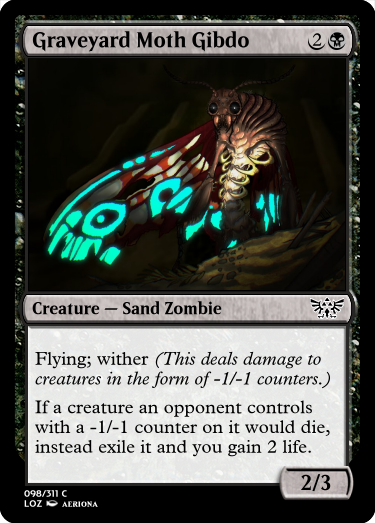 Graveyard Moth Gibdo 2
Creature — Sand Zombie
Flying; wither (This deals damage to
creatures in the form of -1/-1 counters.)
If a creature an opponent controls
with a -1/-1 counter on it would die,
instead exile it and you gain 2 life.
2/3
098/311 C
LOZ AERIONA